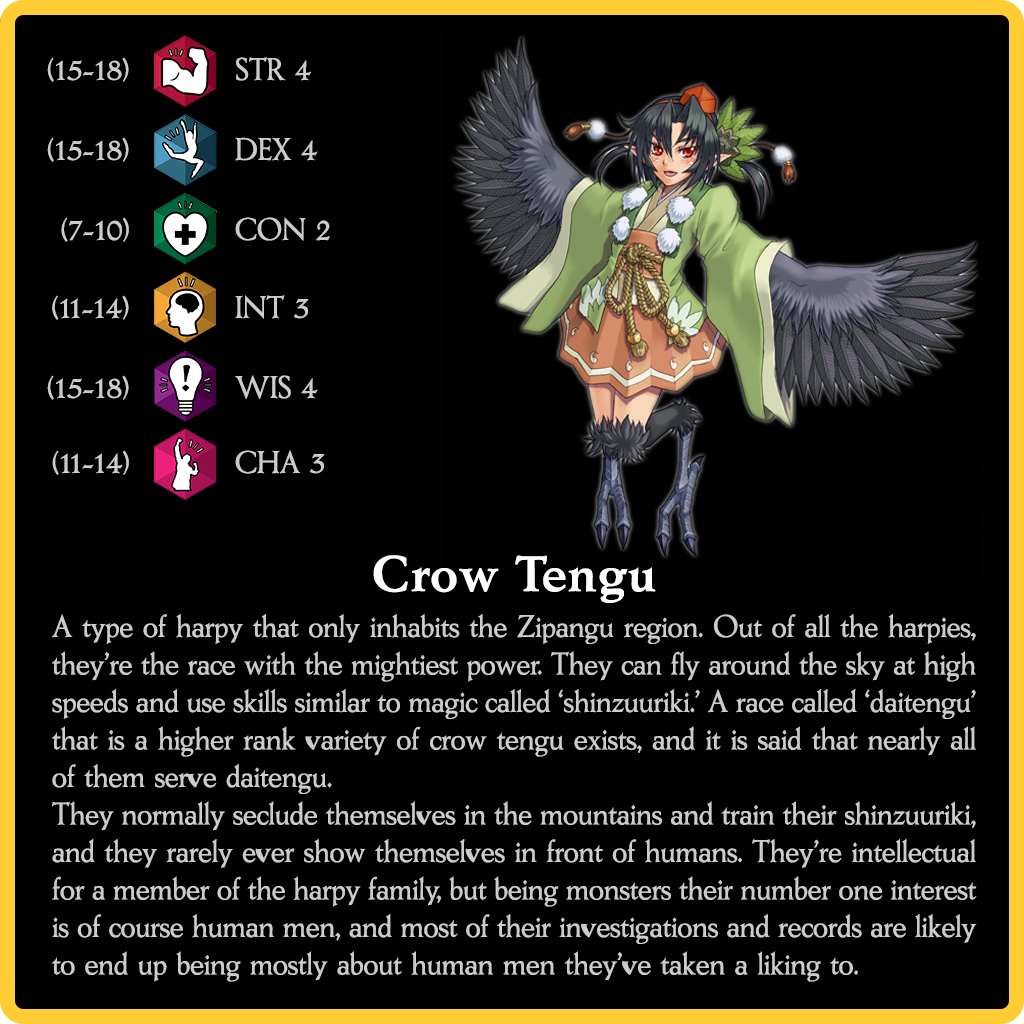 (15-18) STR 4
(15-18) DEX 4
(7-10) CON 2
(11-14) INT 3
(15-18) WIS 4
(11-14) CHA 3
Crow Tengu
A type of harpy that only inhabits the Zipangu region. Out of all the harpies,
they're the race with the mightiest power. They can fly around the sky at high
speeds and use skills similar to magic called 'shinzuuriki.' A race called 'daitengu'
that is a higher rank variety of crow tengu exists, and it is said that nearly all
of them serve daitengu.
They normally seclude themselves in the mountains and train their shinzuuriki,
and they rarely ever show themselves in front of humans. They're intellectual
for a member of the harpy family, but being monsters their number one interest
is of course human men, and most of their investigations and records are likely
to end up being mostly about human men they've taken a liking to.